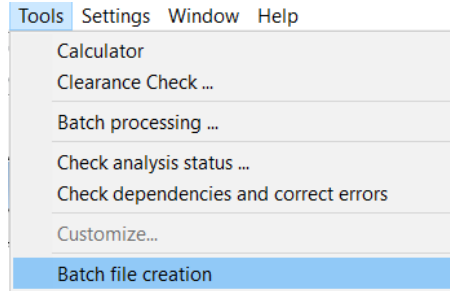 Tools Settings Window Help
Calculator
Clearance Check ...
Batch processing ...
Check analysis status ...
Check dependencies and correct errors
Customize...
Batch file creation